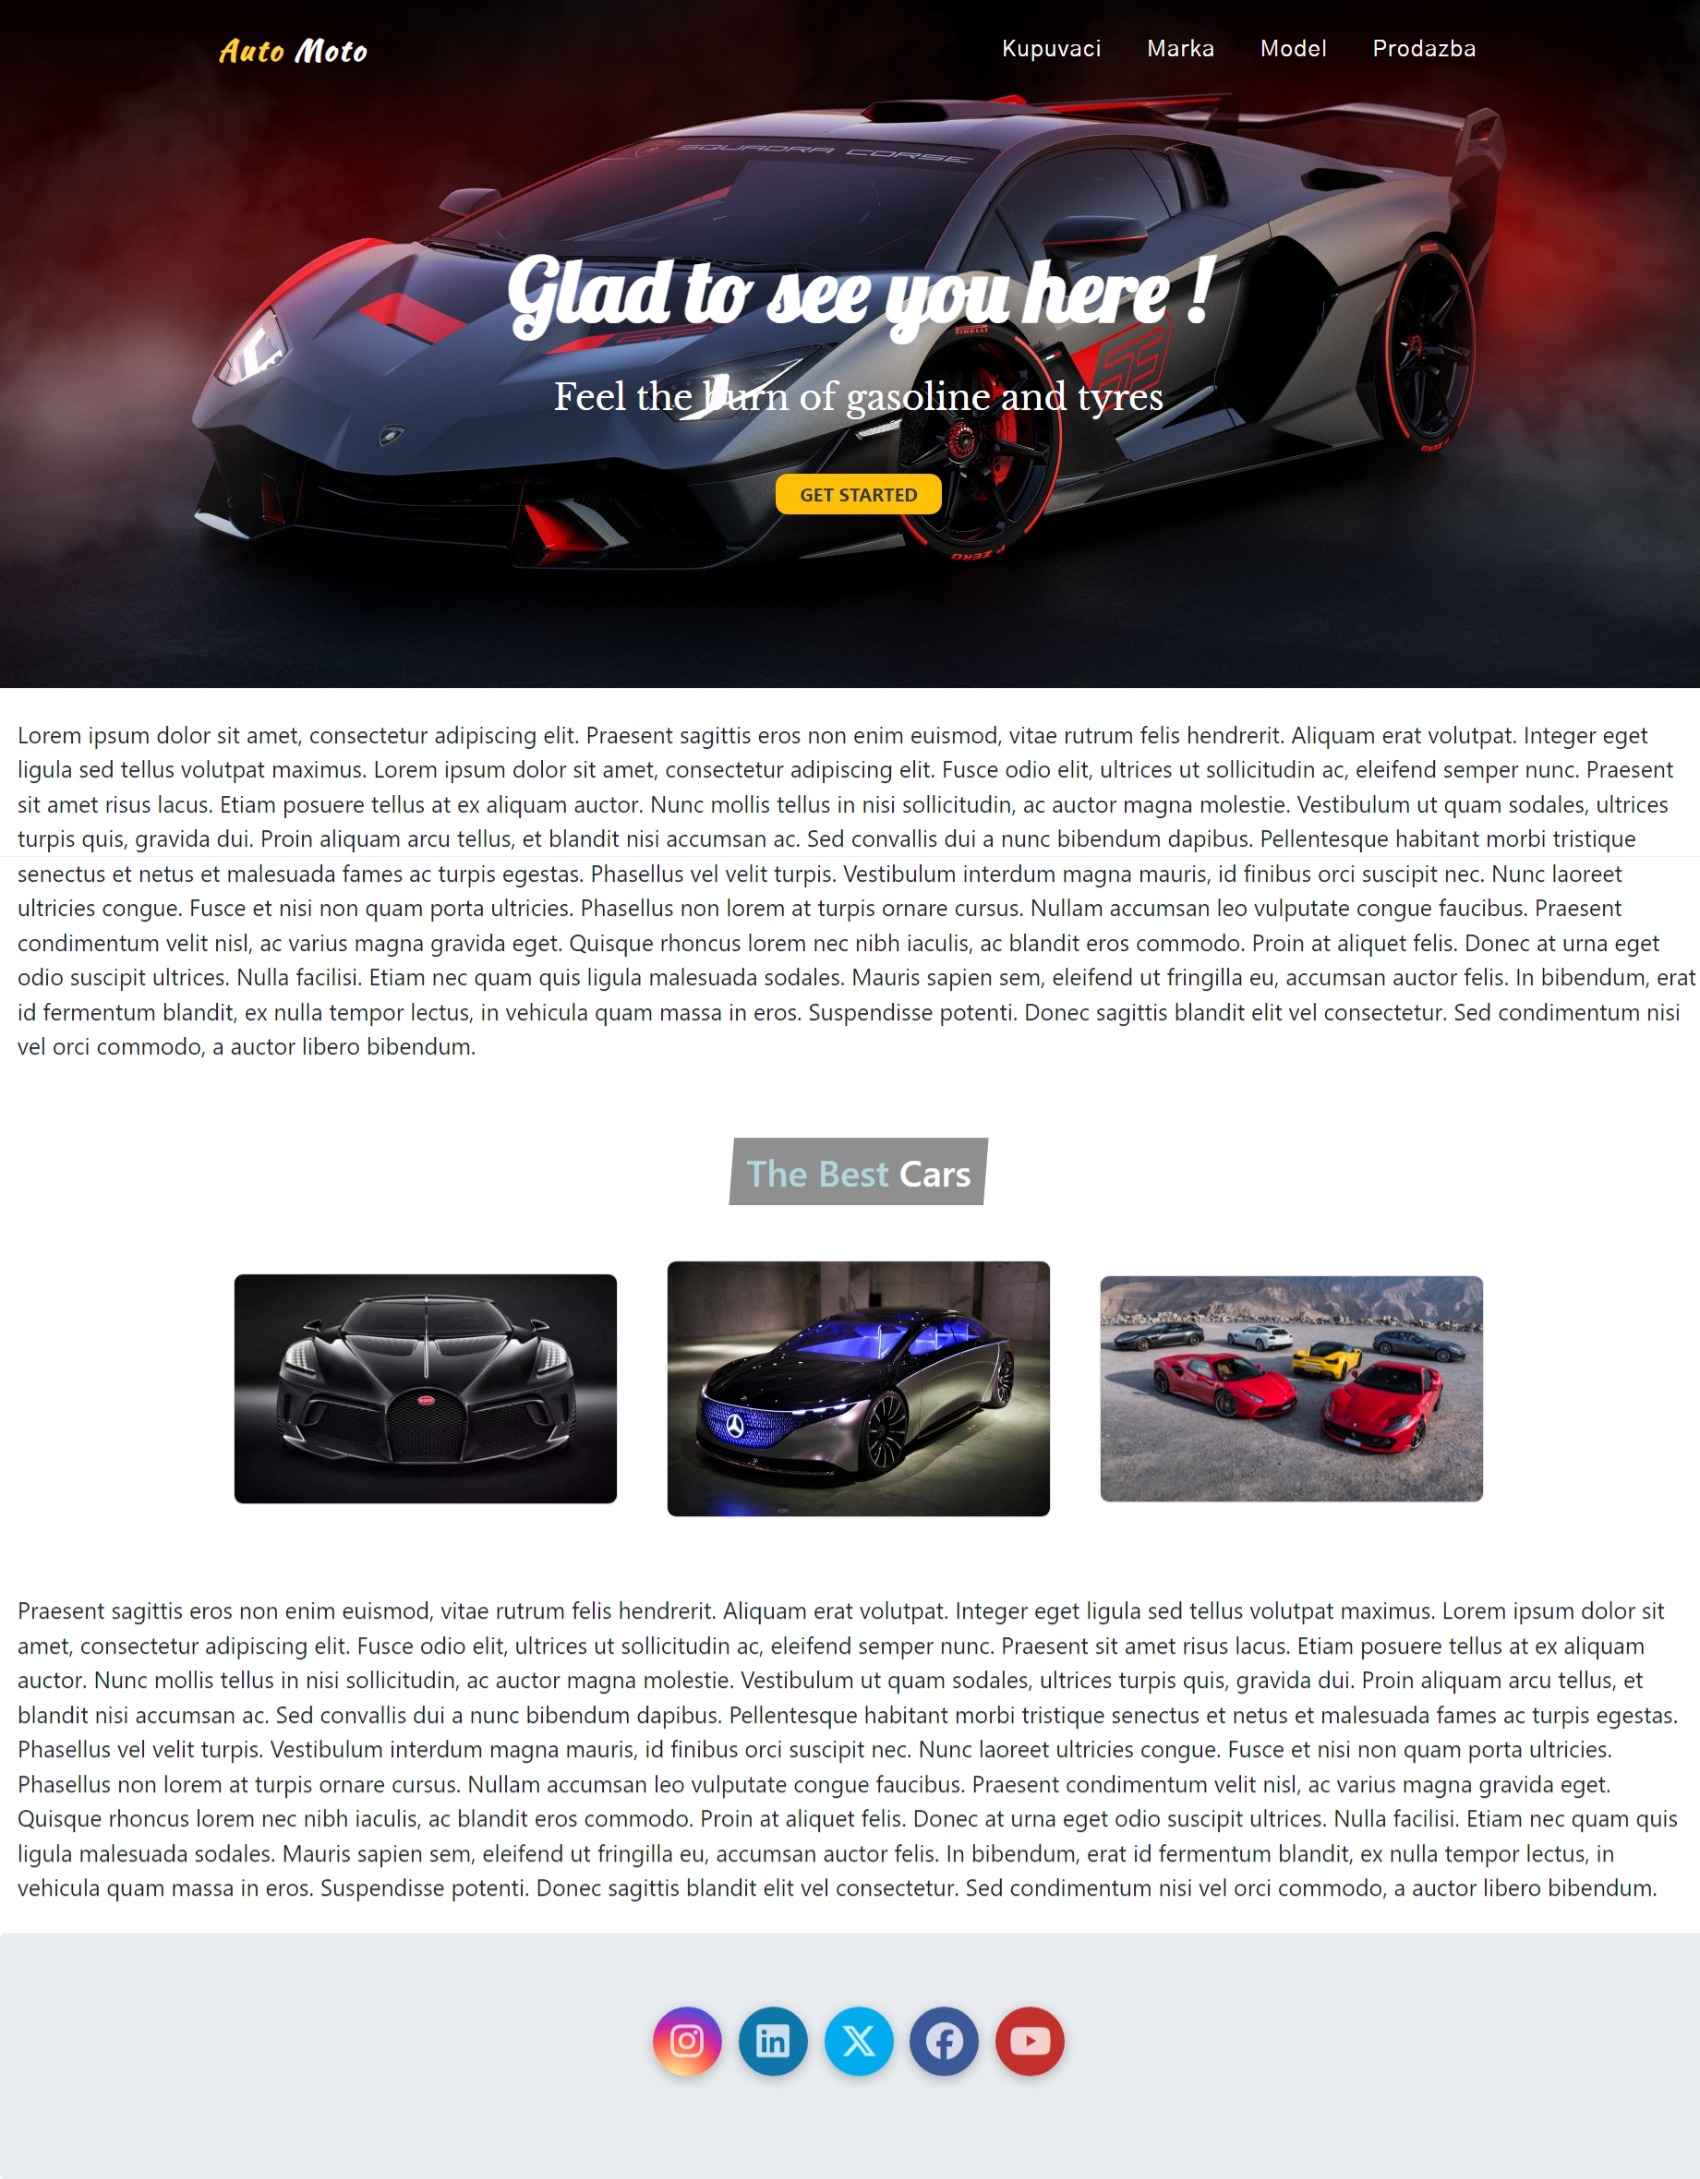 Auto Moto
Kupuvaci Marka Model Prodazba
SQUADRA CORSE
Glad to see you here !
PIRELLI
63
Feel the burn of gasoline and tyres
GET STARTED
P ZERO
P ZERO
Lorem ipsum dolor sit amet, consectetur adipiscing elit. Praesent sagittis eros non enim euismod, vitae rutrum felis hendrerit. Aliquam erat volutpat. Integer eget
ligula sed tellus volutpat maximus. Lorem ipsum dolor sit amet, consectetur adipiscing elit. Fusce odio elit, ultrices ut sollicitudin ac, eleifend semper nunc. Praesent
sit amet risus lacus. Etiam posuere tellus at ex aliquam auctor. Nunc mollis tellus in nisi sollicitudin, ac auctor magna molestie. Vestibulum ut quam sodales, ultrices
turpis quis, gravida dui. Proin aliquam arcu tellus, et blandit nisi accumsan ac. Sed convallis dui a nunc bibendum dapibus. Pellentesque habitant morbi tristique
senectus et netus et malesuada fames ac turpis egestas. Phasellus vel velit turpis. Vestibulum interdum magna mauris, id finibus orci suscipit nec. Nunc laoreet
ultricies congue. Fusce et nisi non quam porta ultricies. Phasellus non lorem at turpis ornare cursus. Nullam accumsan leo vulputate congue faucibus. Praesent
condimentum velit nisl, ac varius magna gravida eget. Quisque rhoncus lorem nec nibh iaculis, ac blandit eros commodo. Proin at aliquet felis. Donec at urna eget
odio suscipit ultrices. Nulla facilisi. Etiam nec quam quis ligula malesuada sodales. Mauris sapien sem, eleifend ut fringilla eu, accumsan auctor felis. In bibendum, erat
id fermentum blandit, ex nulla tempor lectus, in vehicula quam massa in eros. Suspendisse potenti. Donec sagittis blandit elit vel consectetur. Sed condimentum nisi
vel orci commodo, a auctor libero bibendum.
The Best Cars
Praesent sagittis eros non enim euismod, vitae rutrum felis hendrerit. Aliquam erat volutpat. Integer eget ligula sed tellus volutpat maximus. Lorem ipsum dolor sit
amet, consectetur adipiscing elit. Fusce odio elit, ultrices ut sollicitudin ac, eleifend semper nunc. Praesent sit amet risus lacus. Etiam posuere tellus at ex aliquam
auctor. Nunc mollis tellus in nisi sollicitudin, ac auctor magna molestie. Vestibulum ut quam sodales, ultrices turpis quis, gravida dui. Proin aliquam arcu tellus, et
blandit nisi accumsan ac. Sed convallis dui a nunc bibendum dapibus. Pellentesque habitant morbi tristique senectus et netus et malesuada fames ac turpis egestas.
Phasellus vel velit turpis. Vestibulum interdum magna mauris, id finibus orci suscipit nec. Nunc laoreet ultricies congue. Fusce et nisi non quam porta ultricies.
Phasellus non lorem at turpis ornare cursus. Nullam accumsan leo vulputate congue faucibus. Praesent condimentum velit nisl, ac varius magna gravida eget.
Quisque rhoncus lorem nec nibh iaculis, ac blandit eros commodo. Proin at aliquet felis. Donec at urna eget odio suscipit ultrices. Nulla facilisi. Etiam nec quam quis
ligula malesuada sodales. Mauris sapien sem, eleifend ut fringilla eu, accumsan auctor felis. In bibendum, erat id fermentum blandit, ex nulla tempor lectus, in
vehicula quam massa in eros. Suspendisse potenti. Donec sagittis blandit elit vel consectetur. Sed condimentum nisi vel orci commodo, a auctor libero bibendum.
in